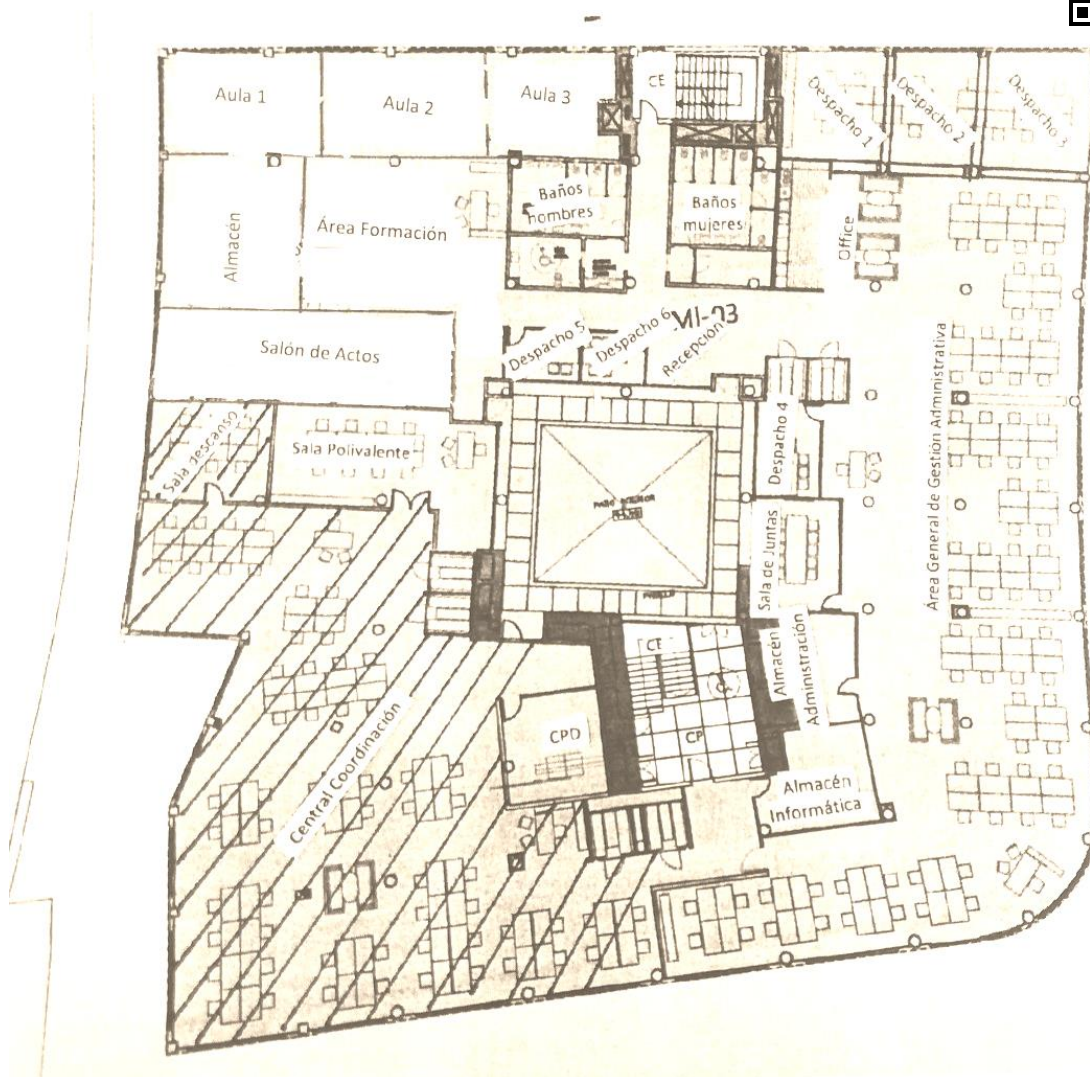 Aula 1
Aula 2
Aula 3
CE
Despacho 1
Despacho 2
Despacho 3
Almacén
Área Formación
Baños
hombres
Baños
mujeres
Office
MI-03
Salón de Actos
Despacho 5
Despacho 6
Recepción
Área General de Gestión Administrativa
Sala descanso
Sala Polivalente
Despacho 4
Sala de Juntas
CE
Almacén
Administración
Central Coordinación
CPD
CP
Almacén
Informática